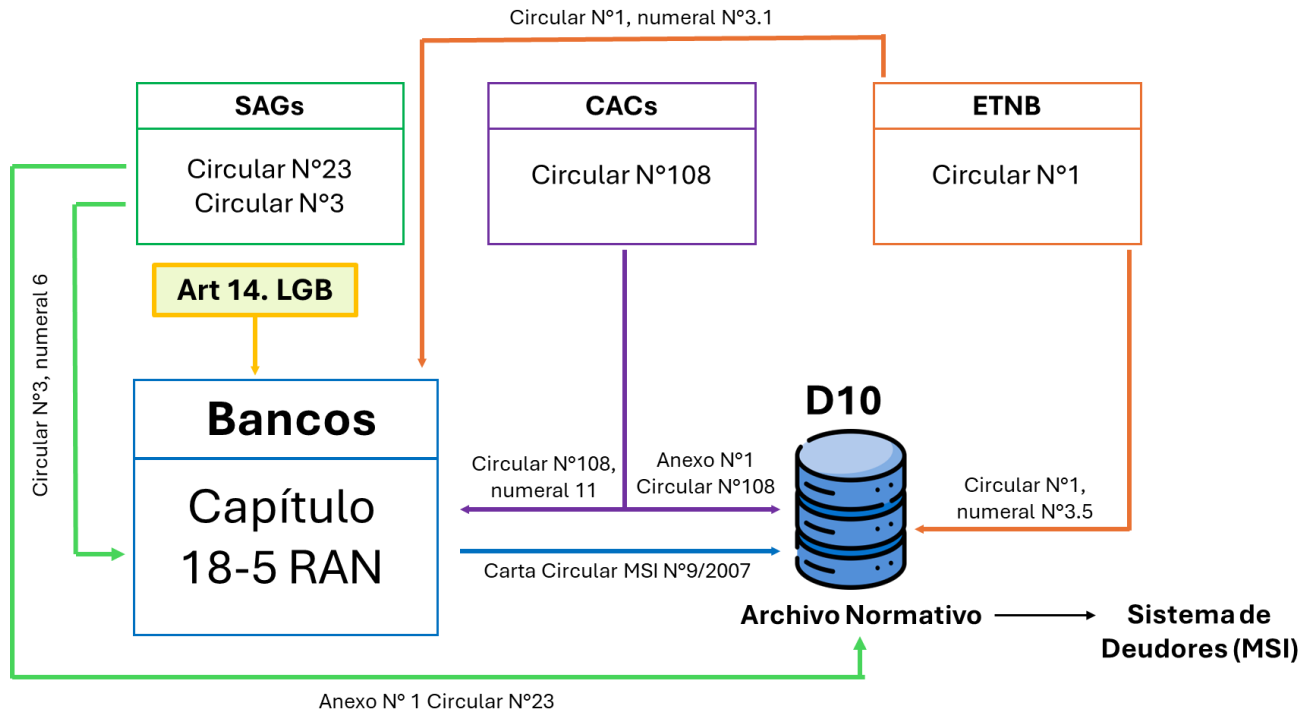 Circular N°1, numeral N°3.1
SAGs
Circular N°23
Circular N°3
CACs
Circular N°108
ETNB
Circular N°1
Circular N°3, numeral 6
Art 14. LGB
Bancos
Capítulo
18-5 RAN
Circular N°108,
numeral 11
Anexo N°1
Circular N°108
Carta Circular MSI N°9/2007
D10
Circular N°1,
numeral N°3.5
Archivo Normativo
Sistema de
Deudores (MSI)
Anexo N° 1 Circular N°23